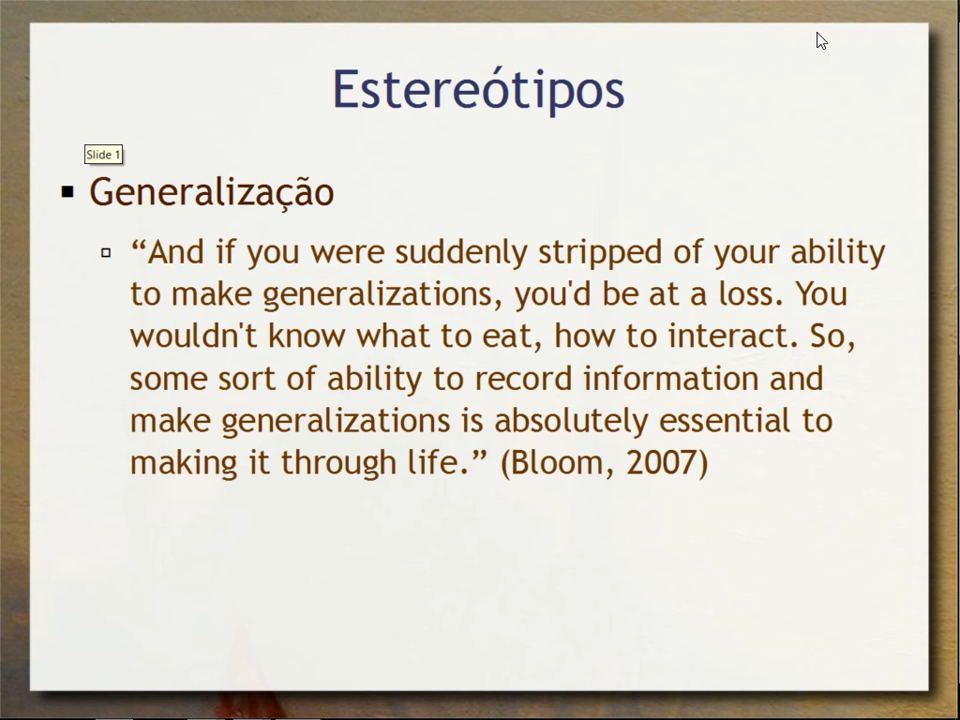 Estereótipos
Slide 1
Generalização
“And if you were suddenly stripped of your ability
to make generalizations, you'd be at a loss. You
wouldn't know what to eat, how to interact. So,
some sort of ability to record information and
make generalizations is absolutely essential to
making it through life.” (Bloom, 2007)